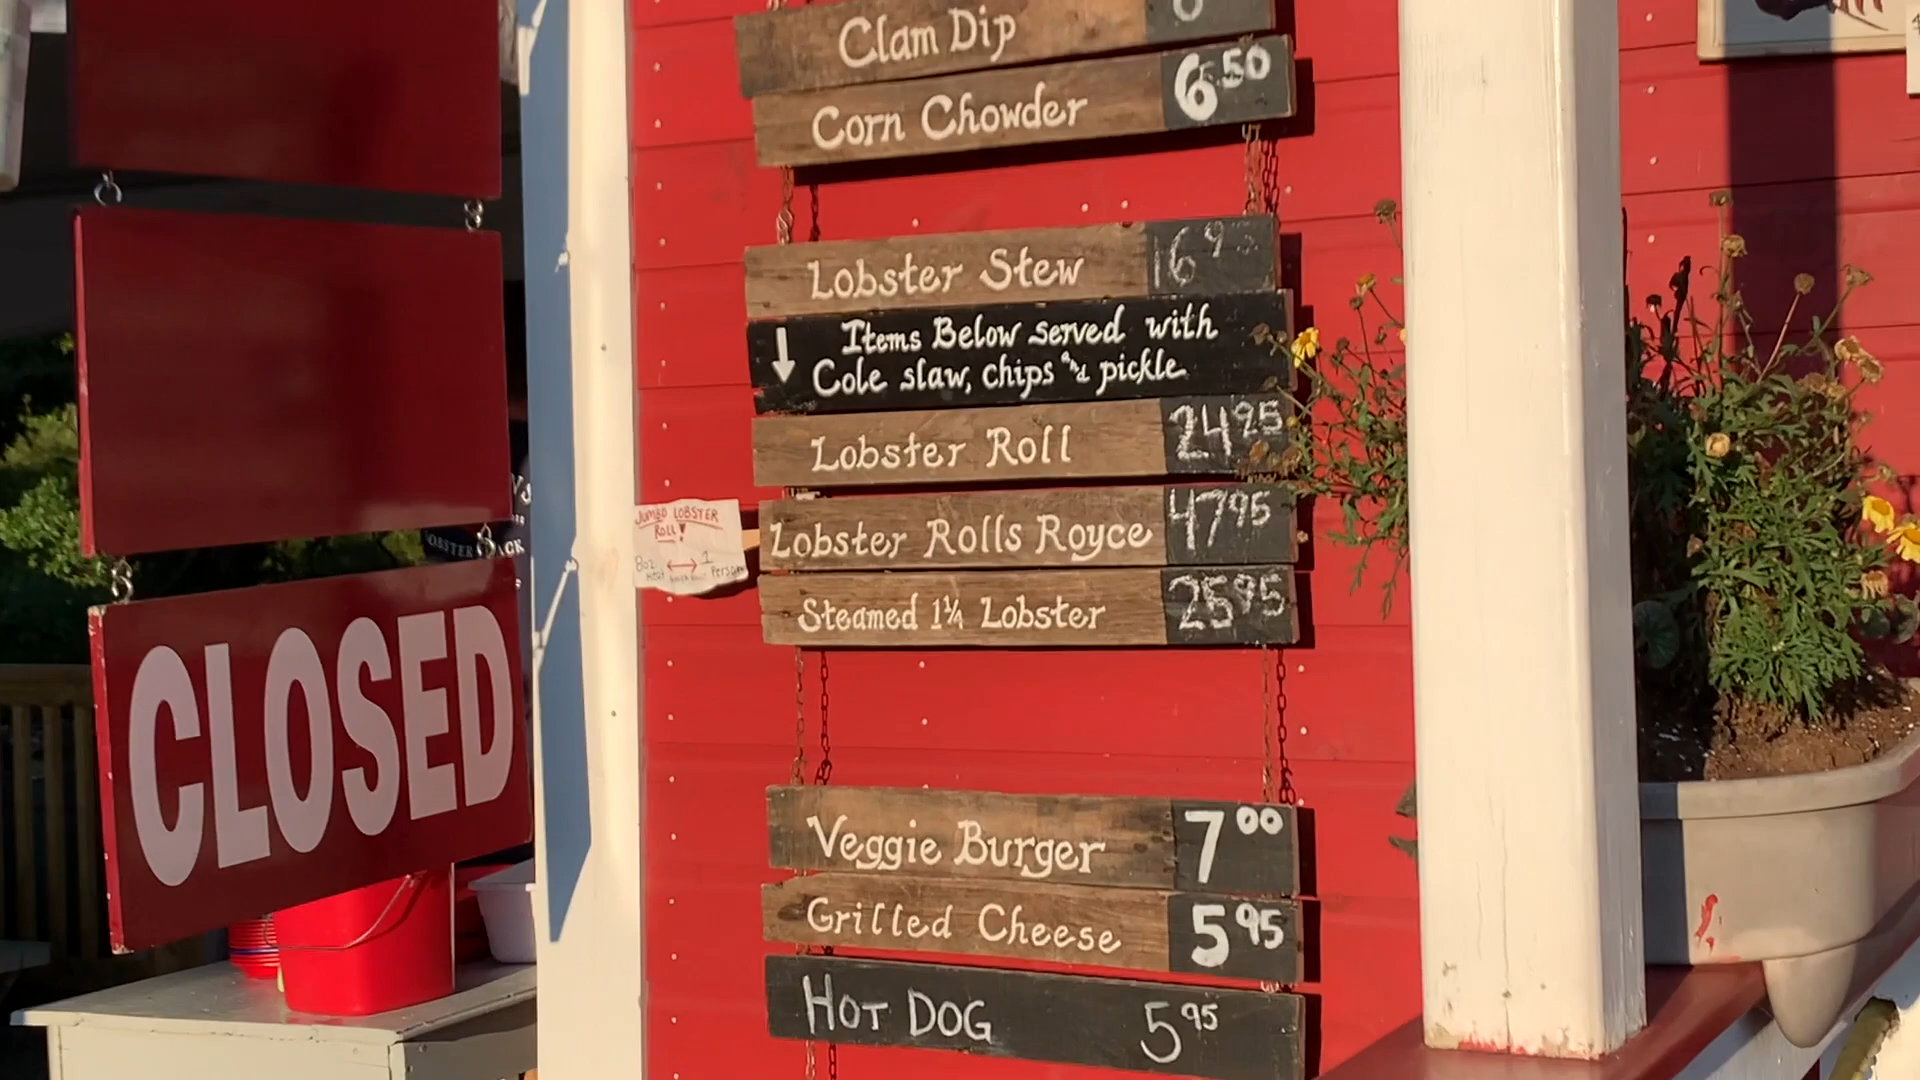 Clam Dip
Corn Chowder 6.50
Lobster Stew 16
Items Below served with
Cole slaw, chips and pickle
Lobster Roll 24 95
JUMBO LOBSTER
ROLL!
8oz 1
Meat Person
Lobster Rolls Royce 47 95
Steamed 1¼ Lobster 25 95
CLOSED
Veggie Burger 7 00
Grilled Cheese 5 95
HOT DOG 5 95